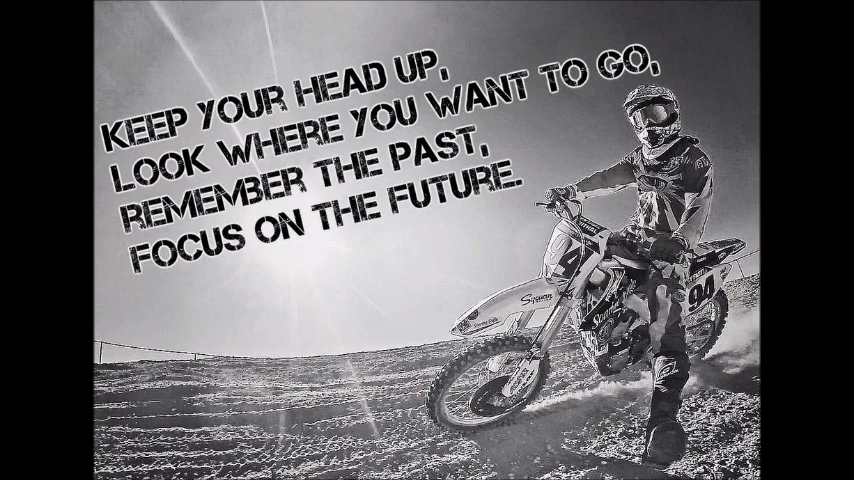 KEEP YOUR HEAD UP,
LOOK WHERE YOU WANT TO GO,
REMEMBER THE PAST,
FOCUS ON THE FUTURE.
94